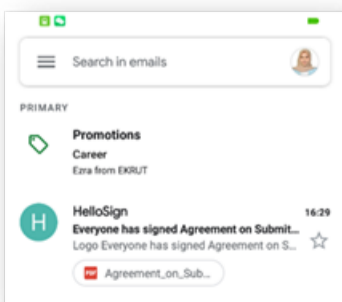 Search in emails
PRIMARY
Promotions
Career
Ezra from EKRUT
H
HelloSign 16:29
Everyone has signed Agreement on Submit...
Logo Everyone has signed Agreement on S...
PDF Agreement_on_Sub...